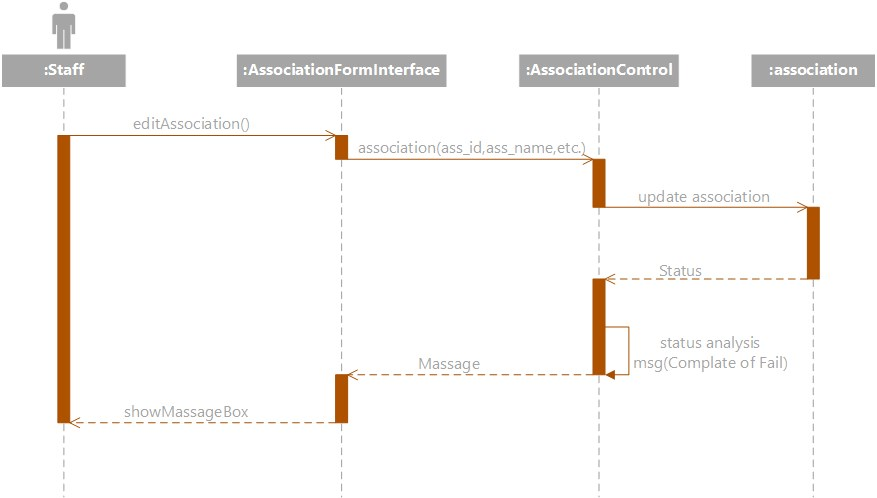 :Staff
:AssociationFormInterface
:AssociationControl
:association
editAssociation()
association(ass_id,ass_name,etc.)
update association
Status
status analysis
msg(Complate of Fail)
Massage
showMassageBox